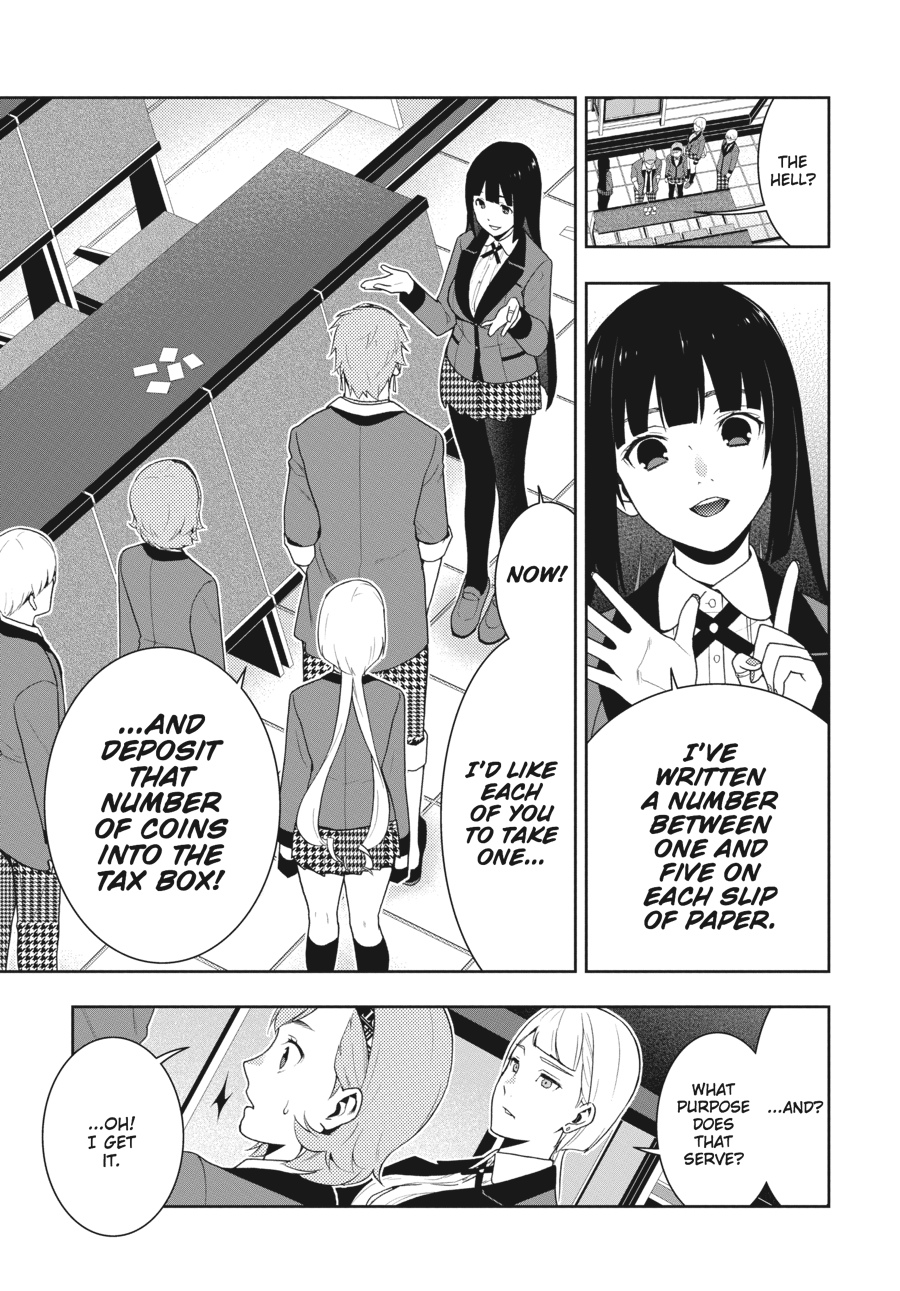 THE
HELL?
I'VE
WRITTEN
A NUMBER
BETWEEN
ONE AND
FIVE ON
EACH SLIP
OF PAPER.
NOW!
I'D LIKE
EACH
OF YOU
TO TAKE
ONE...
...AND
DEPOSIT
THAT
NUMBER
OF COINS
INTO THE
TAX BOX!
...AND?
WHAT
PURPOSE
DOES
THAT
SERVE?
...OH!
I GET
IT.